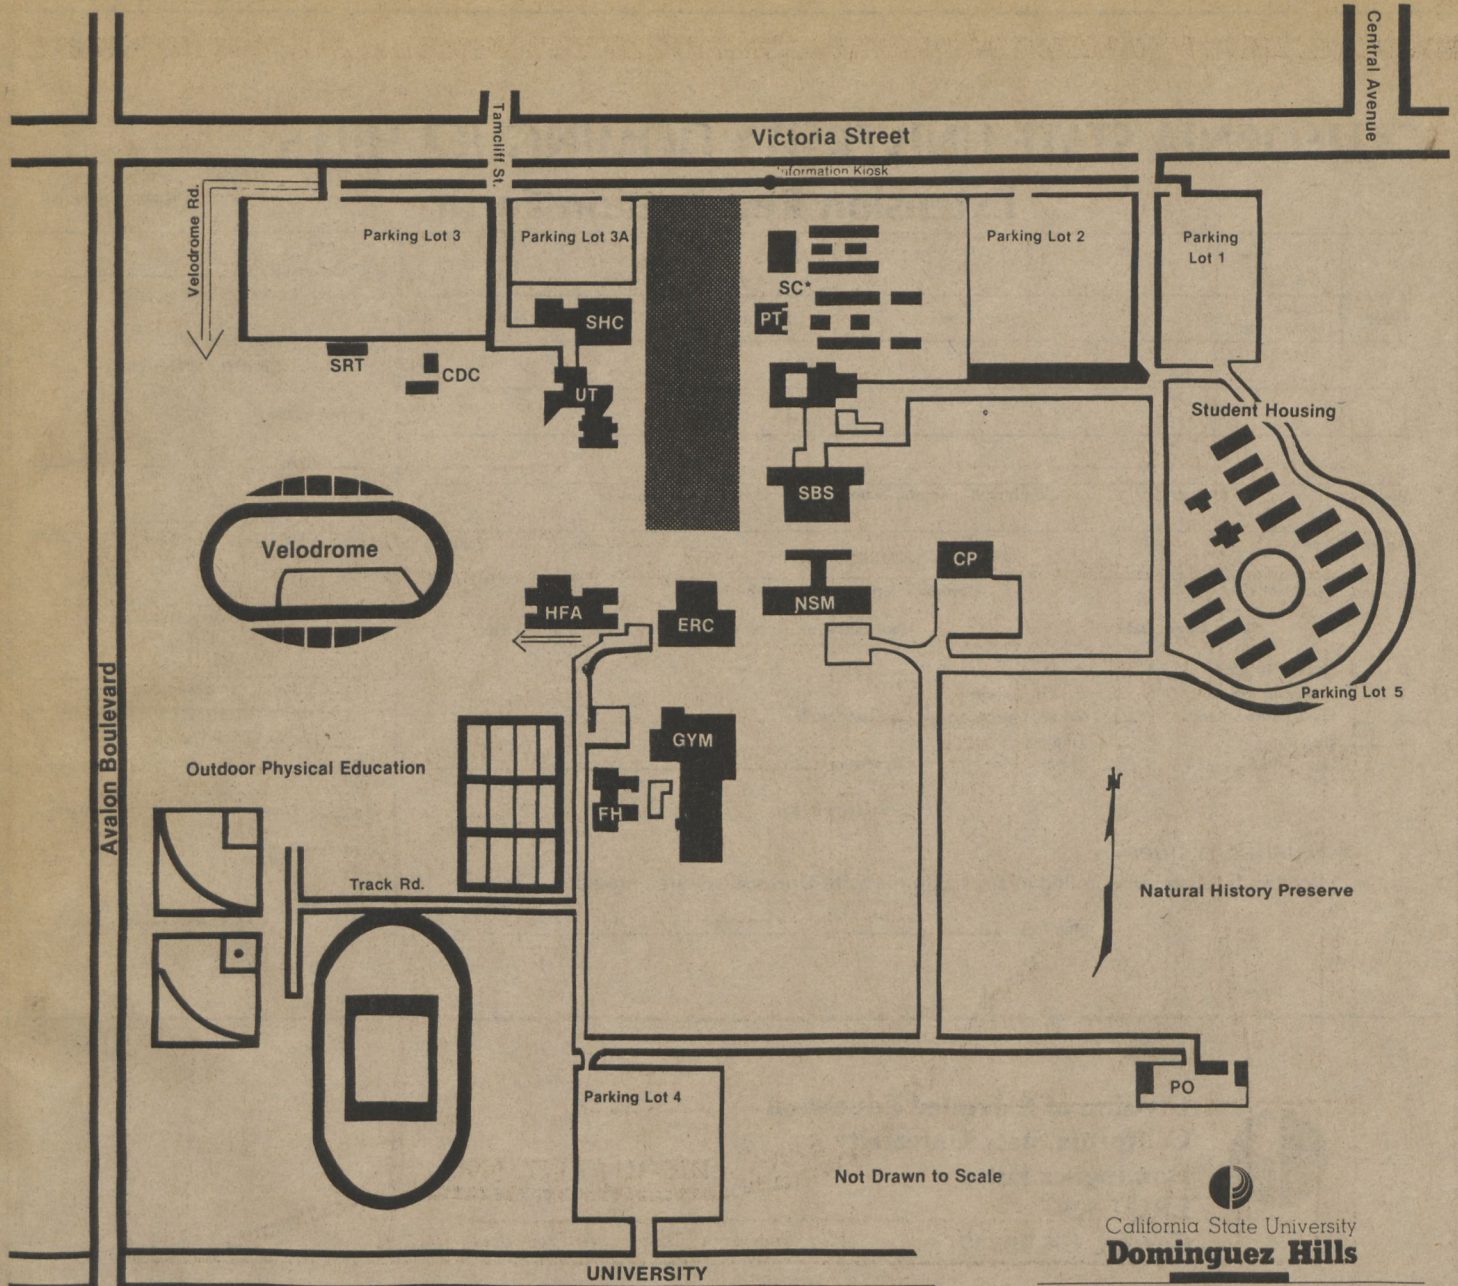 Central Avenue
Tamcliff St.
Victoria Street
Information Kiosk
Velodrome Rd.
Parking Lot 3
Parking Lot 3A
Parking Lot 2
Parking
Lot 1
SC*
SHC
PT
SRT
CDC
UT
Student Housing
SBS
Velodrome
CP
HFA
NSM
ERC
Parking Lot 5
Avalon Boulevard
GYM
Outdoor Physical Education
N
FH
Track Rd.
Natural History Preserve
PO
Parking Lot 4
Not Drawn to Scale
California State University
Dominguez Hills
UNIVERSITY